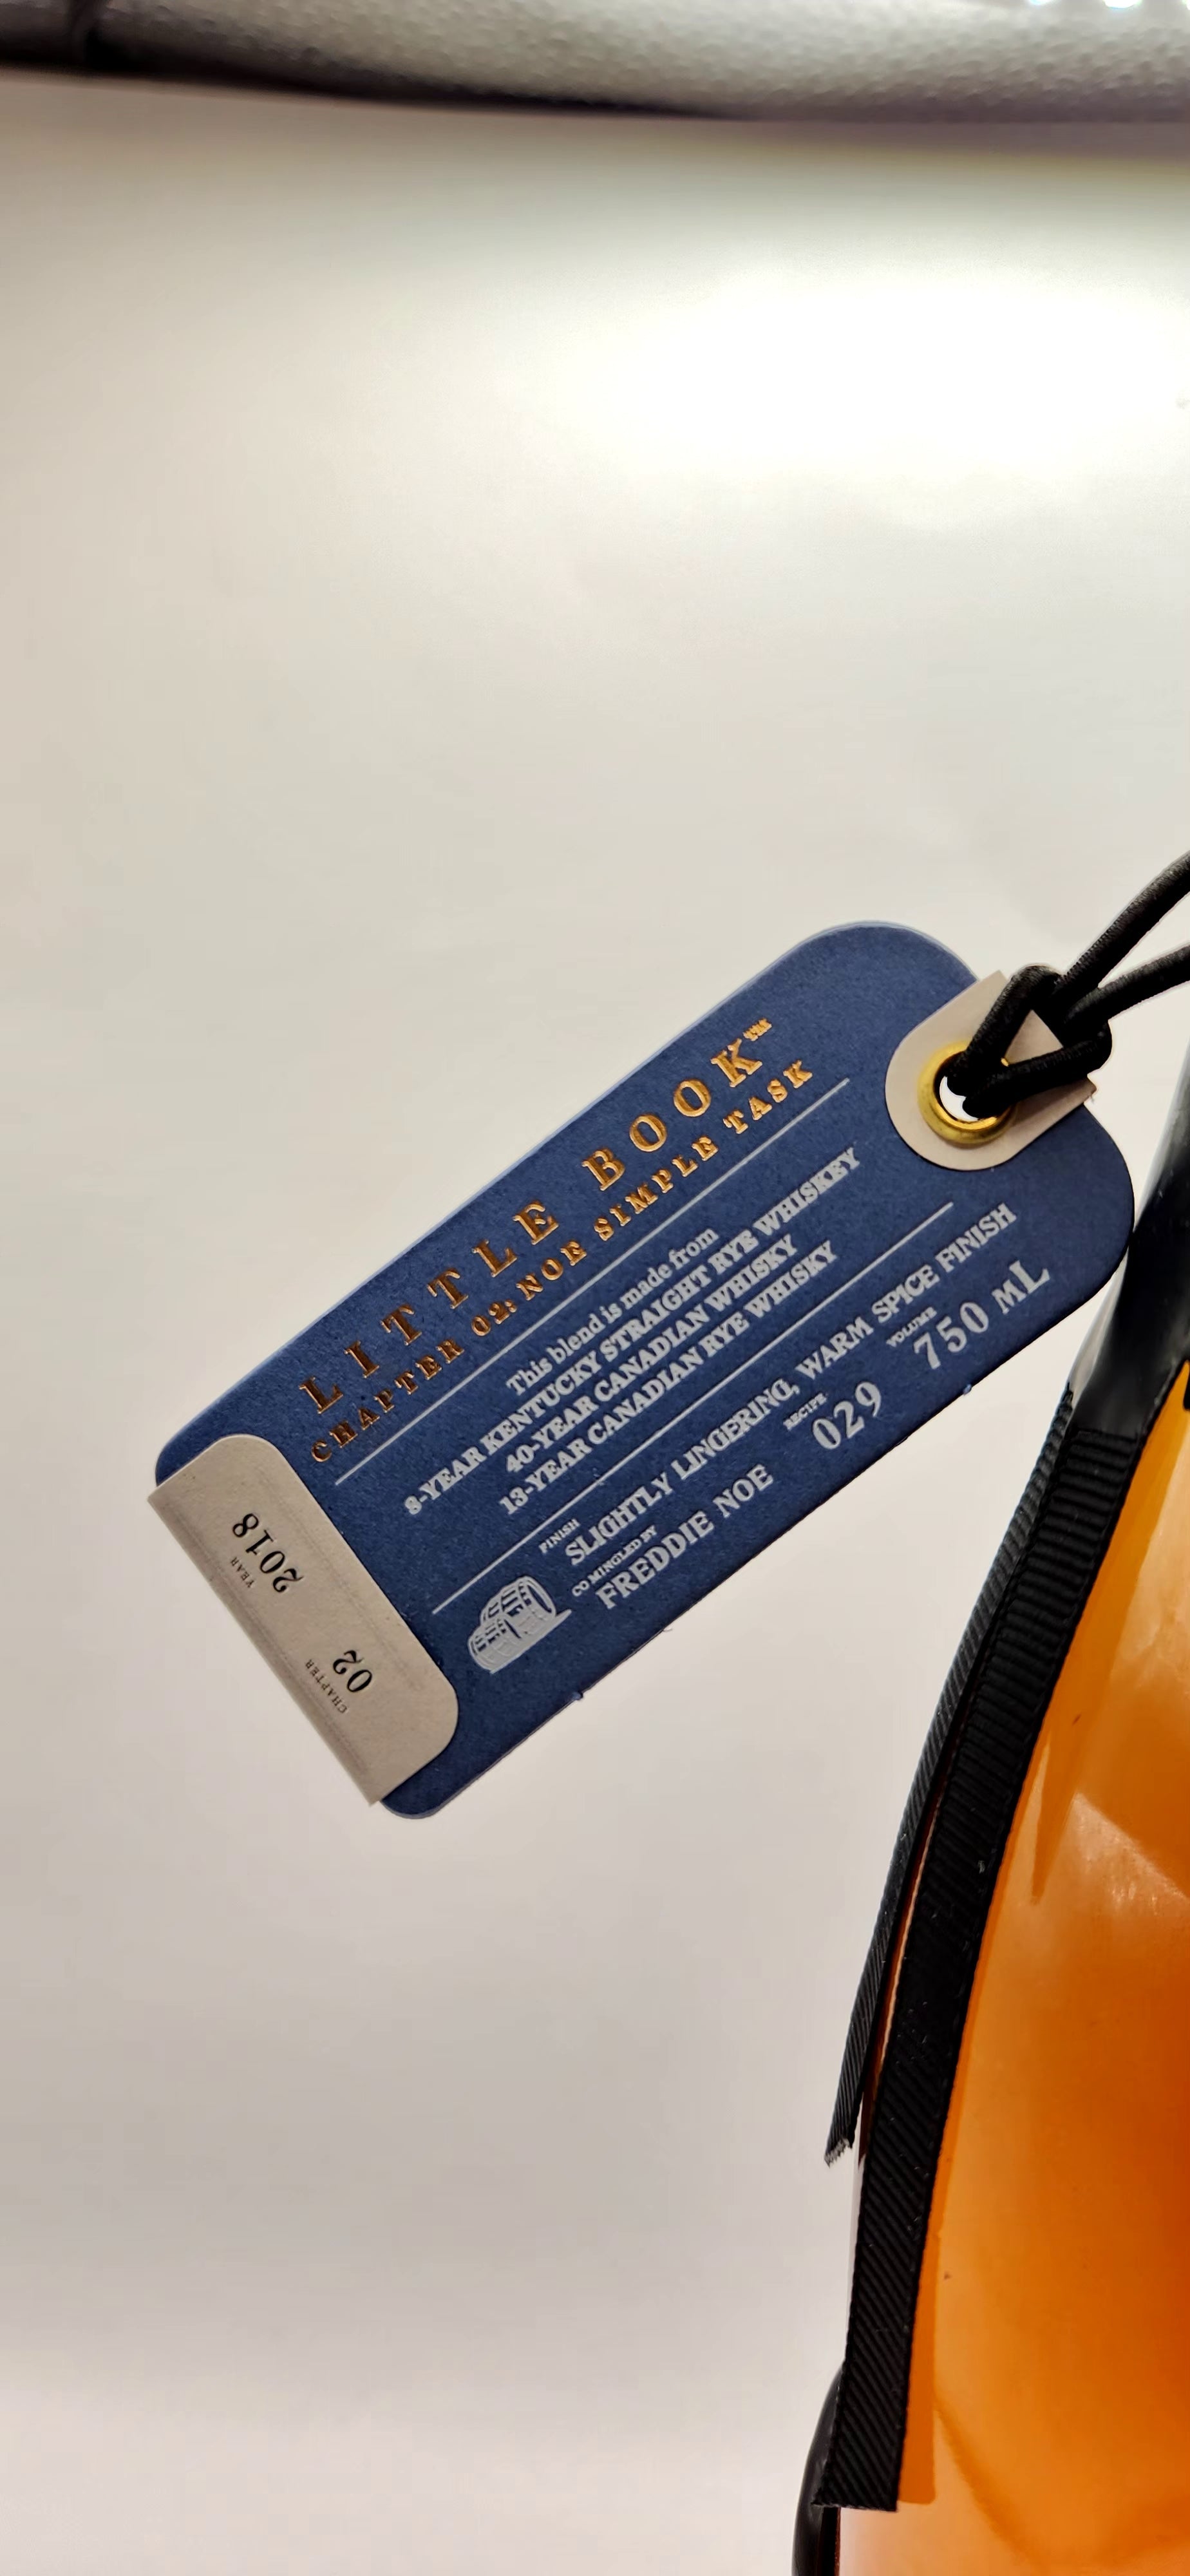 LITTLE BOOK™
CHAPTER 02: NOE SIMPLE TASK
This blend is made from
8-YEAR KENTUCKY STRAIGHT RYE WHISKEY
40-YEAR CANADIAN WHISKY
13-YEAR CANADIAN RYE WHISKY
FINISH
SLIGHTLY LINGERING, WARM SPICE FINISH
CO MINGLED BY
FREDDIE NOE
RECIPE
029
VOLUME
750 mL
CHAPTER
02
YEAR
2018